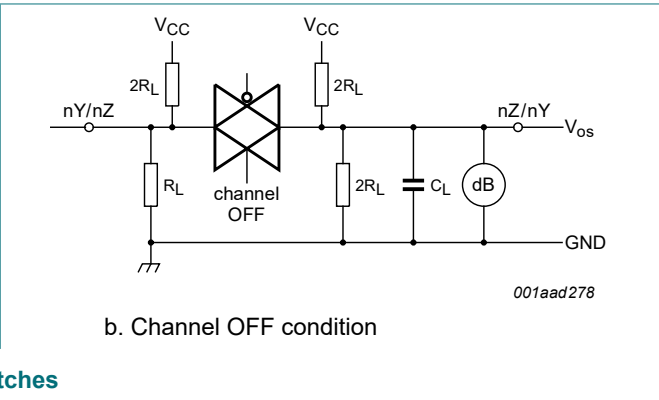 VCC VCC
2RL 2RL
nY/nZ nZ/nY
Vos
RL channel OFF 2RL CL dB
GND
001aad278
b. Channel OFF condition
tches